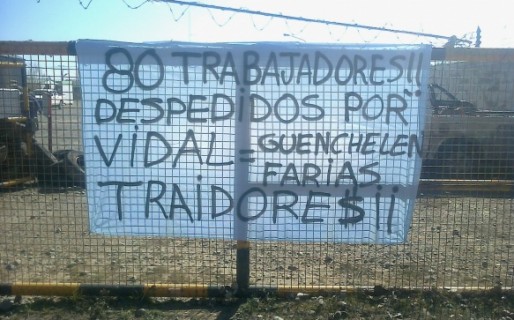 80 TRABAJADORES!!
DESPEDIDOS POR"
VIDAL = GUENCHELEN
FARIAS
TRAIDORE$¡¡